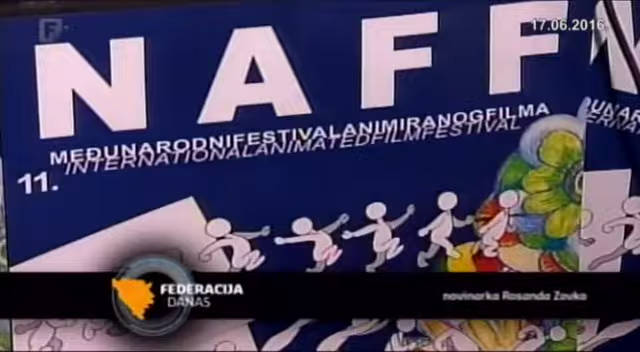 17.06.2016
NAFF
MEĐUNARODNIFESTIVALANIMIRANOGFILMA
INTERNATIONALANIMATEDFILMFESTIVAL
11.
FEDERACIJA
DANAS
novinarka Rosanda Zovko